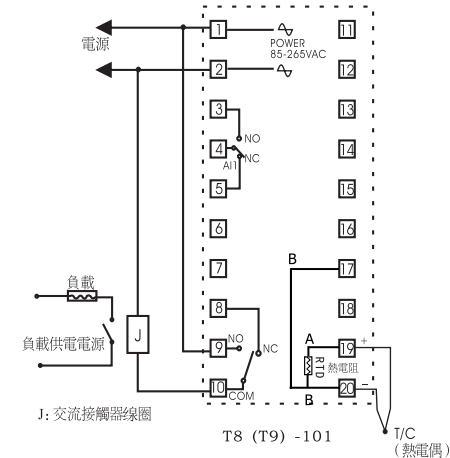 電源
1
POWER
85-265VAC
2
3
NO
4
NC
AI1
5
6
7
8
NO
NC
9
10
COM
11
12
13
14
15
16
17
B
18
19
+
A
RTD
熱電阻
20
−
B
負載
負載供電電源
J
J: 交流接觸器線圈
T/C
(熱電偶)
T8 (T9) -101